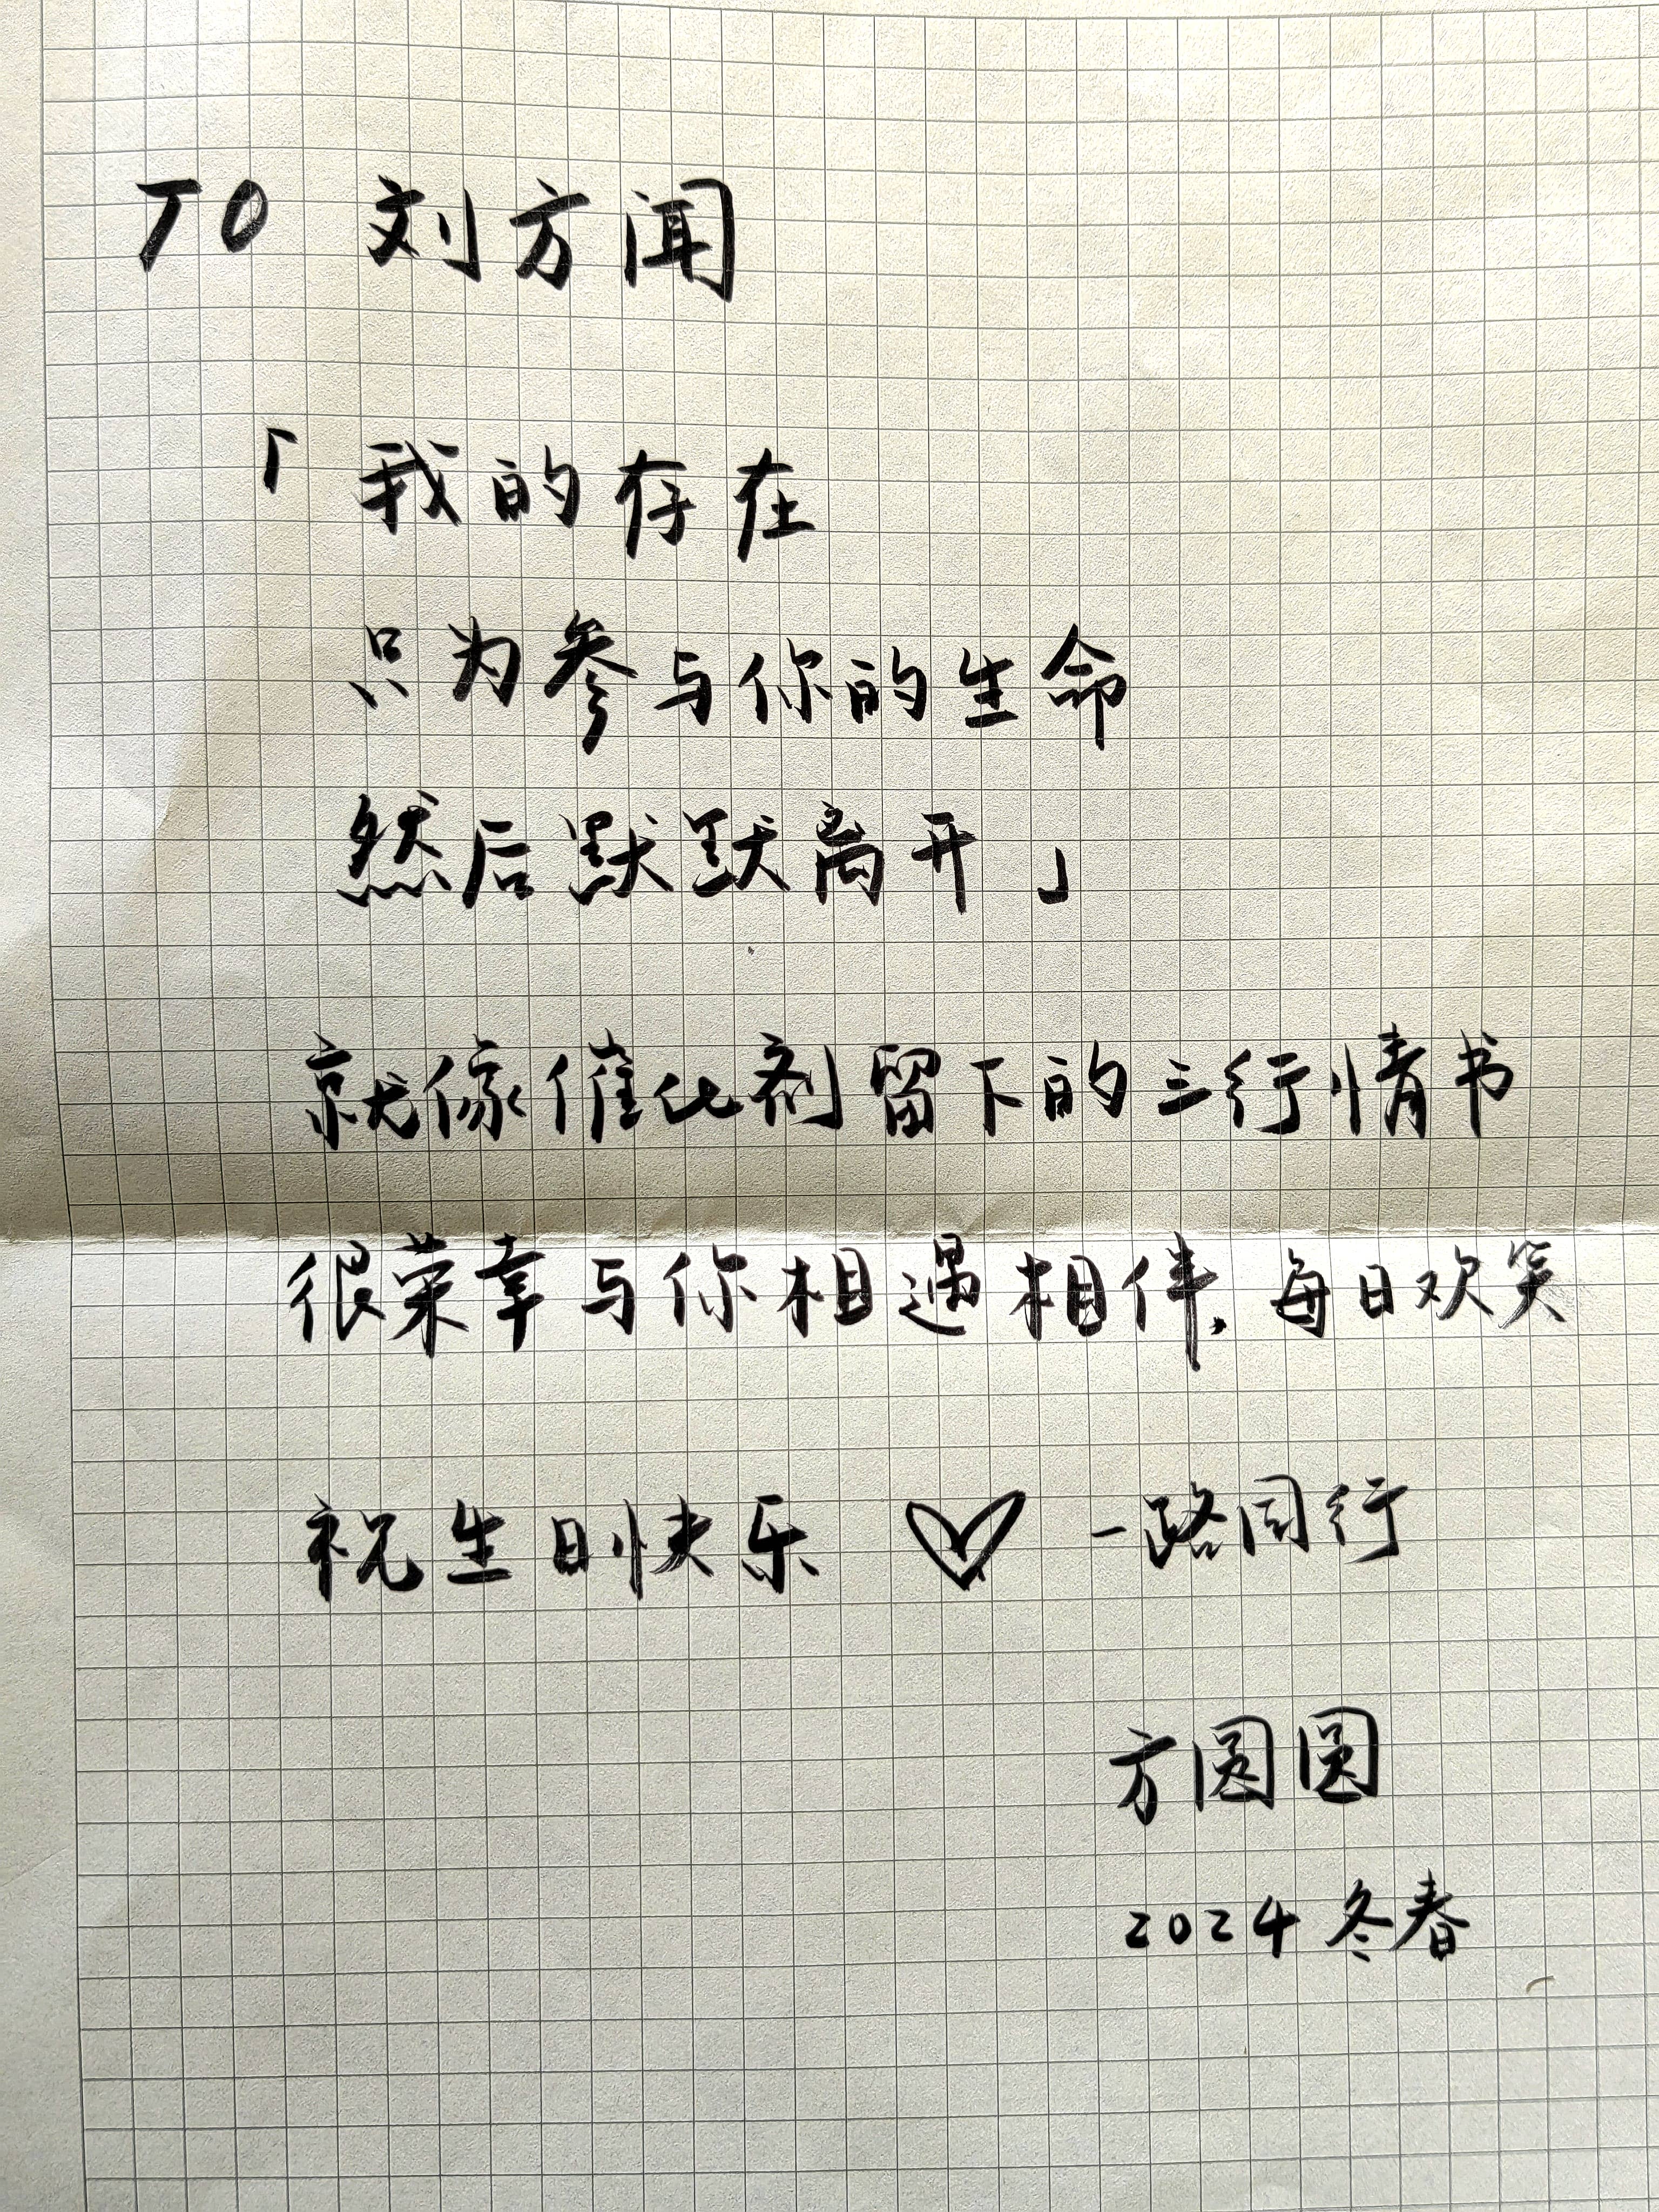 TO 刘方闻
「我的存在
只为参与你的生命
然后默默离开」
就像催化剂留下的三行情书
很荣幸与你相遇相伴.每日欢笑
祝生日快乐 ♡ 一路同行
方圆圆
2024 冬春